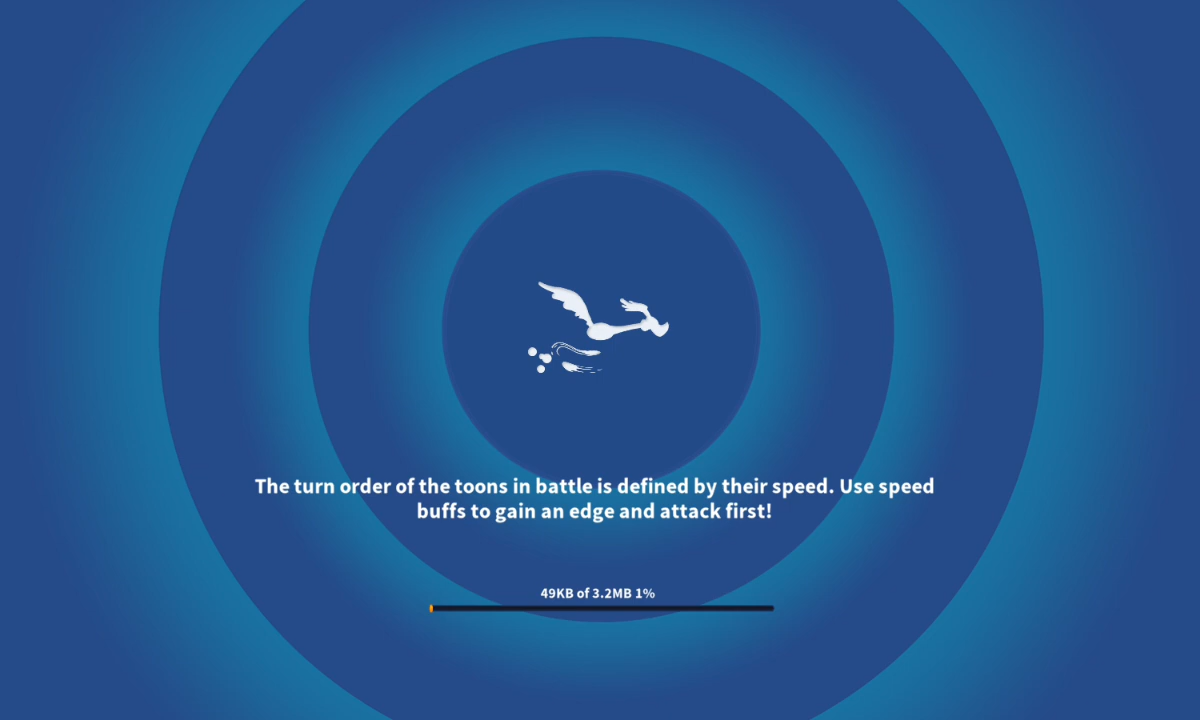 The turn order of the toons in battle is defined by their speed. Use speed
buffs to gain an edge and attack first!
49KB of 3.2MB 1%